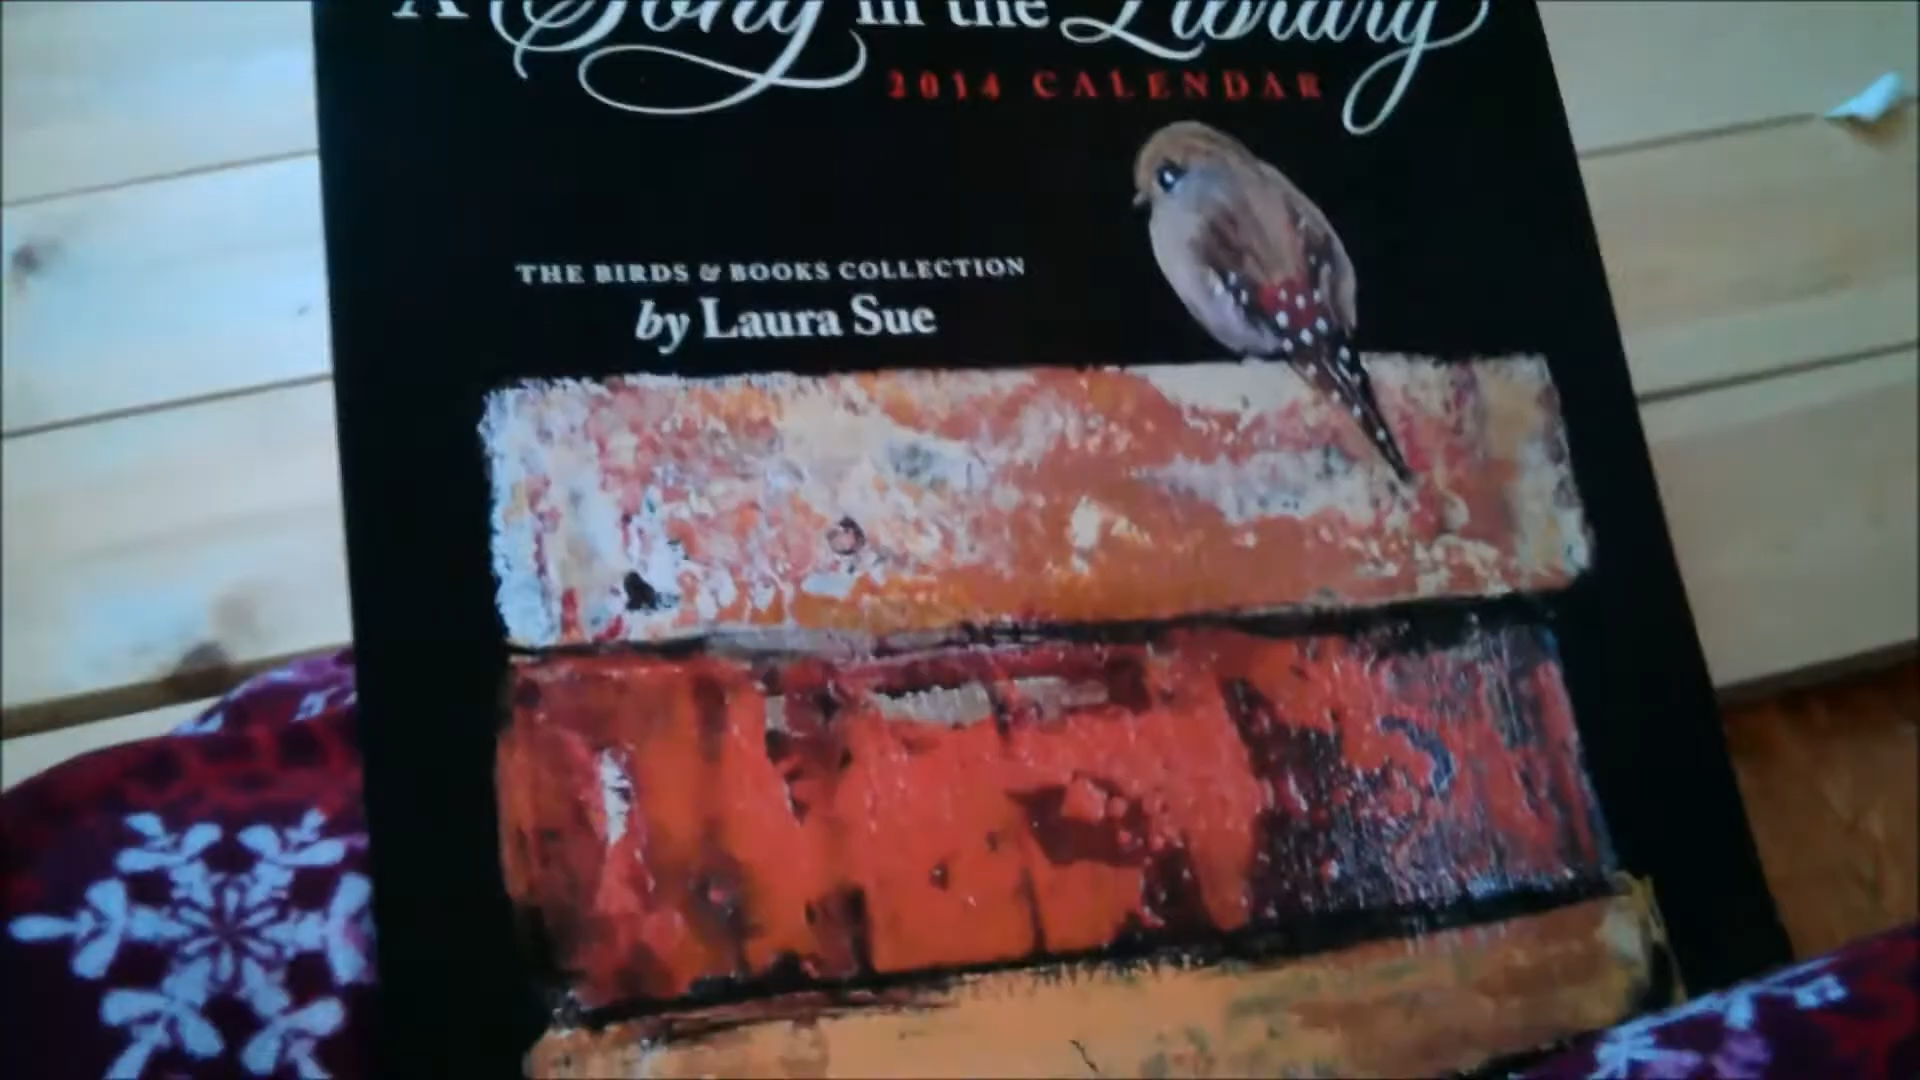 A Song in the Library
2014 CALENDAR
THE BIRDS & BOOKS COLLECTION
by Laura Sue